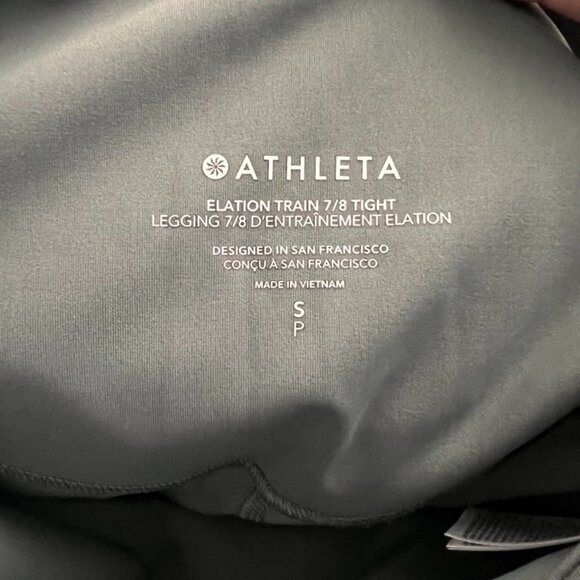 ATHLETA
ELATION TRAIN 7/8 TIGHT
LEGGING 7/8 D'ENTRAÎNEMENT ELATION
DESIGNED IN SAN FRANCISCO
CONÇU À SAN FRANCISCO
MADE IN VIETNAM
S
P